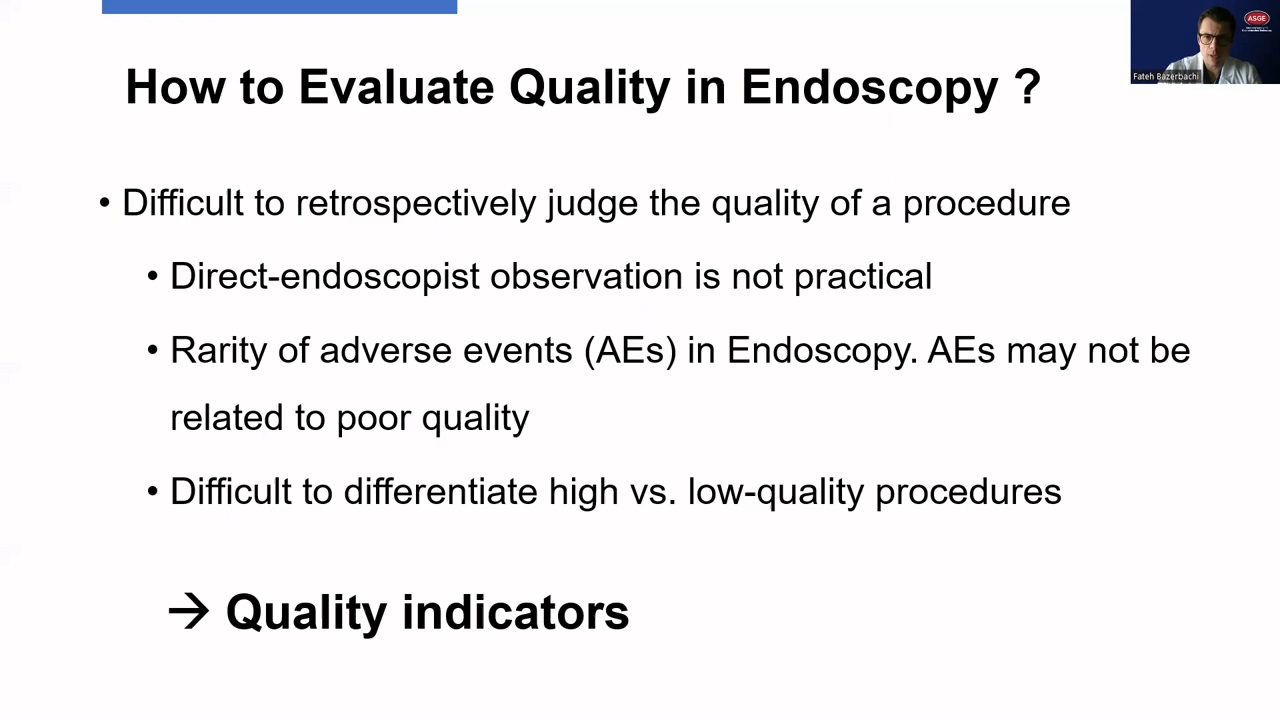 How to Evaluate Quality in Endoscopy ?
ASGE
Fateh Bazerbachi
• Difficult to retrospectively judge the quality of a procedure
• Direct-endoscopist observation is not practical
• Rarity of adverse events (AEs) in Endoscopy. AEs may not be
related to poor quality
• Difficult to differentiate high vs. low-quality procedures
→ Quality indicators